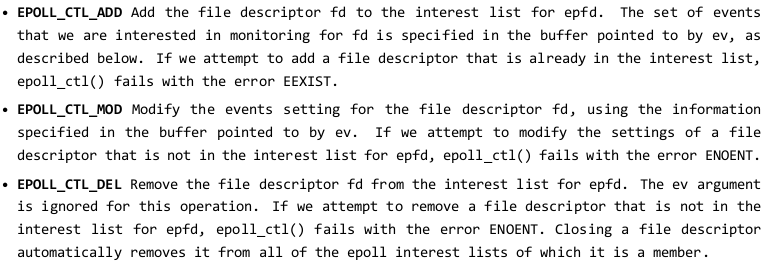 • EPOLL_CTL_ADD Add the file descriptor fd to the interest list for epfd. The set of events
that we are interested in monitoring for fd is specified in the buffer pointed to by ev, as
described below. If we attempt to add a file descriptor that is already in the interest list,
epoll_ctl() fails with the error EEXIST.
• EPOLL_CTL_MOD Modify the events setting for the file descriptor fd, using the information
specified in the buffer pointed to by ev. If we attempt to modify the settings of a file
descriptor that is not in the interest list for epfd, epoll_ctl() fails with the error ENOENT.
• EPOLL_CTL_DEL Remove the file descriptor fd from the interest list for epfd. The ev argument
is ignored for this operation. If we attempt to remove a file descriptor that is not in the
interest list for epfd, epoll_ctl() fails with the error ENOENT. Closing a file descriptor
automatically removes it from all of the epoll interest lists of which it is a member.